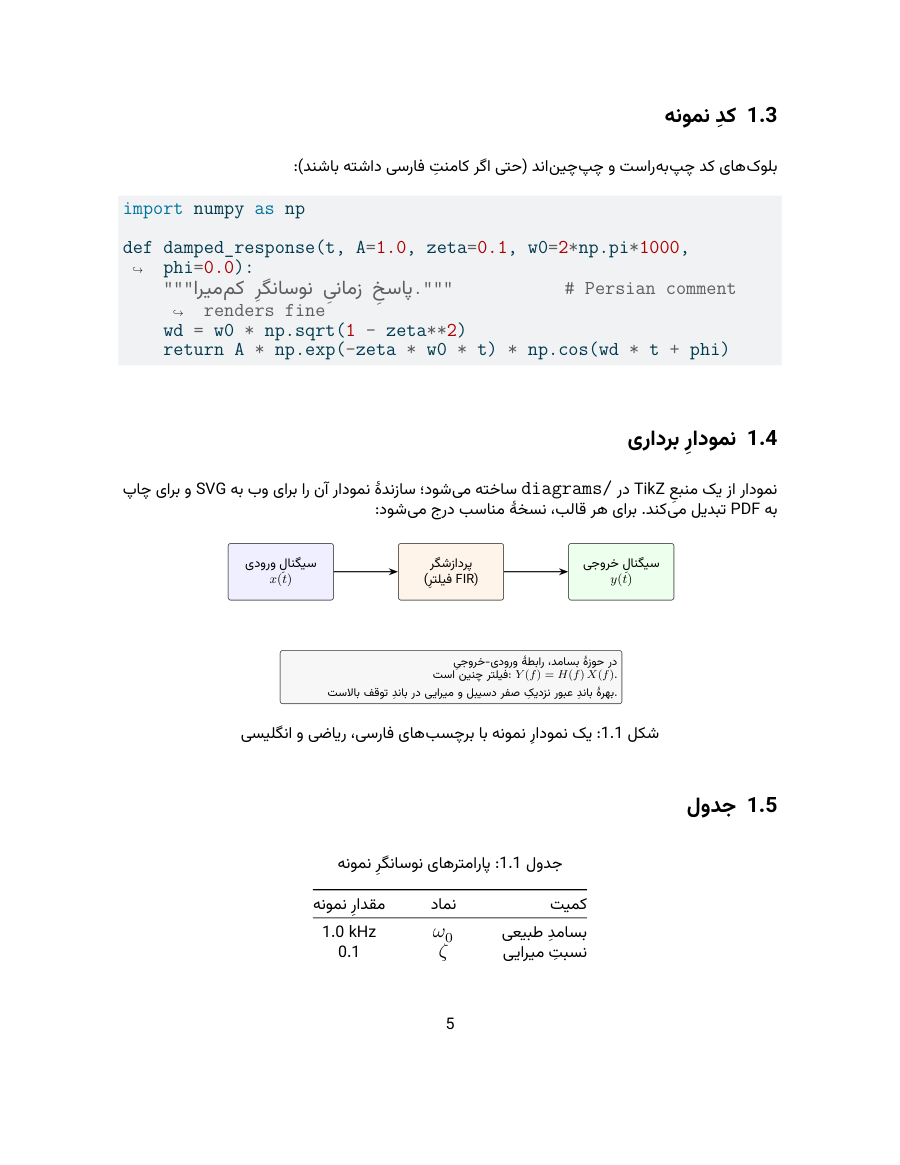 1.3 کدِ نمونه
بلوک‌های کد چپ‌به‌راست و چپ‌چین‌اند (حتی اگر کامنتِ فارسی داشته باشند):
import numpy as np
def damped_response(t, A=1.0, zeta=0.1, w0=2*np.pi*1000,
↪ phi=0.0):
"""پاسخِ زمانیِ نوسانگرِ کم‌میرا.""" # Persian comment
↪ renders fine
wd = w0 * np.sqrt(1 - zeta**2)
return A * np.exp(-zeta * w0 * t) * np.cos(wd * t + phi)
1.4 نمودارِ برداری
نمودار از یک منبعِ TikZ در diagrams/ ساخته می‌شود؛ سازندهٔ نمودار آن را برای وب به SVG و برای چاپ
به PDF تبدیل می‌کند. برای هر قالب، نسخهٔ مناسب درج می‌شود:
سیگنالِ ورودی
x(t)
پردازشگر
(فیلترِ FIR)
سیگنالِ خروجی
y(t)
در حوزهٔ بسامد، رابطهٔ ورودی-خروجیِ
فیلتر چنین است: Y(f) = H(f) X(f).
بهرهٔ باندِ عبور نزدیکِ صفر دسیبل و میرایی در باندِ توقف بالاست.
شکل 1.1: یک نمودارِ نمونه با برچسب‌های فارسی، ریاضی و انگلیسی
1.5 جدول
جدول 1.1: پارامترهای نوسانگرِ نمونه
کمیت نماد مقدارِ نمونه
بسامدِ طبیعی ω₀ 1.0 kHz
نسبتِ میرایی ζ 0.1
5